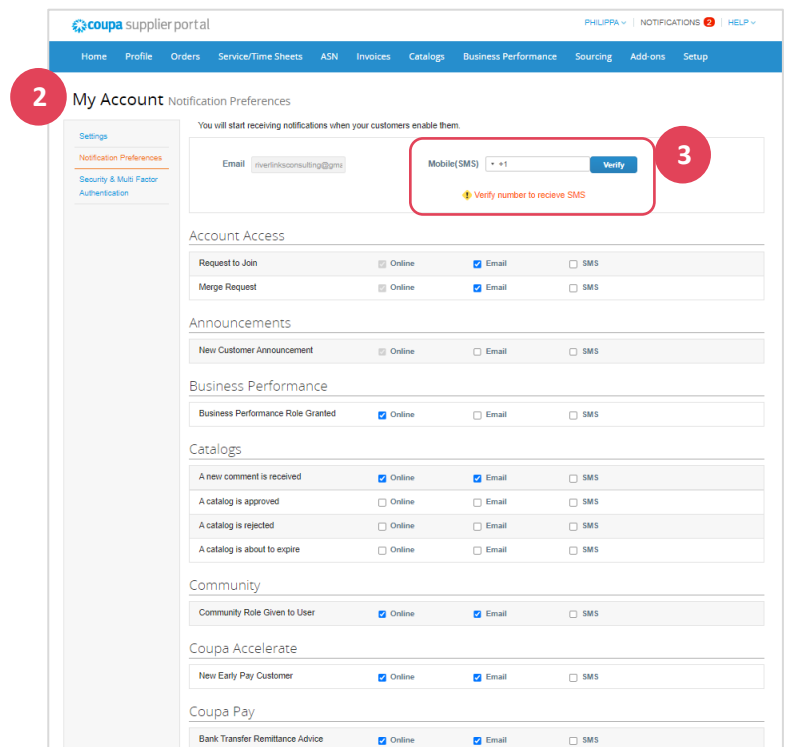 coupa supplier portal
PHILIPPA NOTIFICATIONS 2 HELP
Home Profile Orders Service/Time Sheets ASN Invoices Catalogs Business Performance Sourcing Add-ons Setup
2
My Account Notification Preferences
You will start receiving notifications when your customers enable them.
Settings
Notification Preferences
Security & Multi Factor
Authentication
Email riverlinksconsulting@gma
Mobile(SMS) +1 Verify
3
Verify number to recieve SMS
Account Access
Request to Join Online Email SMS
Merge Request Online Email SMS
Announcements
New Customer Announcement Online Email SMS
Business Performance
Business Performance Role Granted Online Email SMS
Catalogs
A new comment is received Online Email SMS
A catalog is approved Online Email SMS
A catalog is rejected Online Email SMS
A catalog is about to expire Online Email SMS
Community
Community Role Given to User Online Email SMS
Coupa Accelerate
New Early Pay Customer Online Email SMS
Coupa Pay
Bank Transfer Remittance Advice Online Email SMS